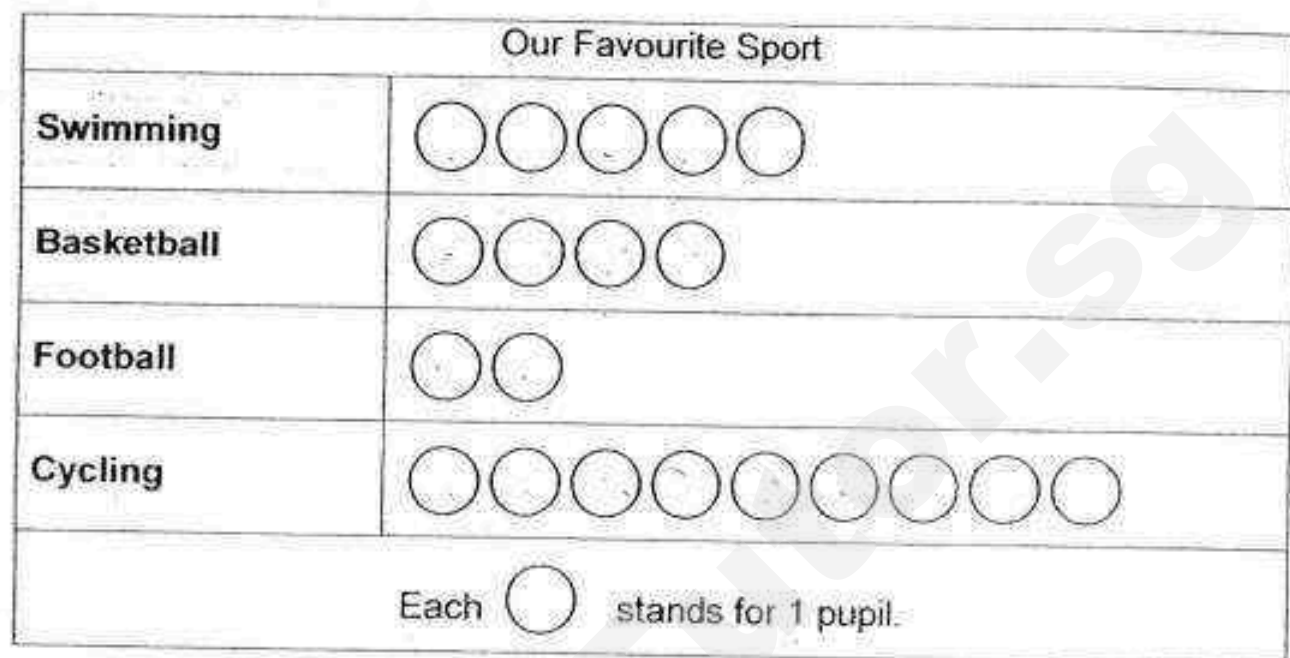 Our Favourite Sport
Swimming
Basketball
Football
Cycling
Each stands for 1 pupil.